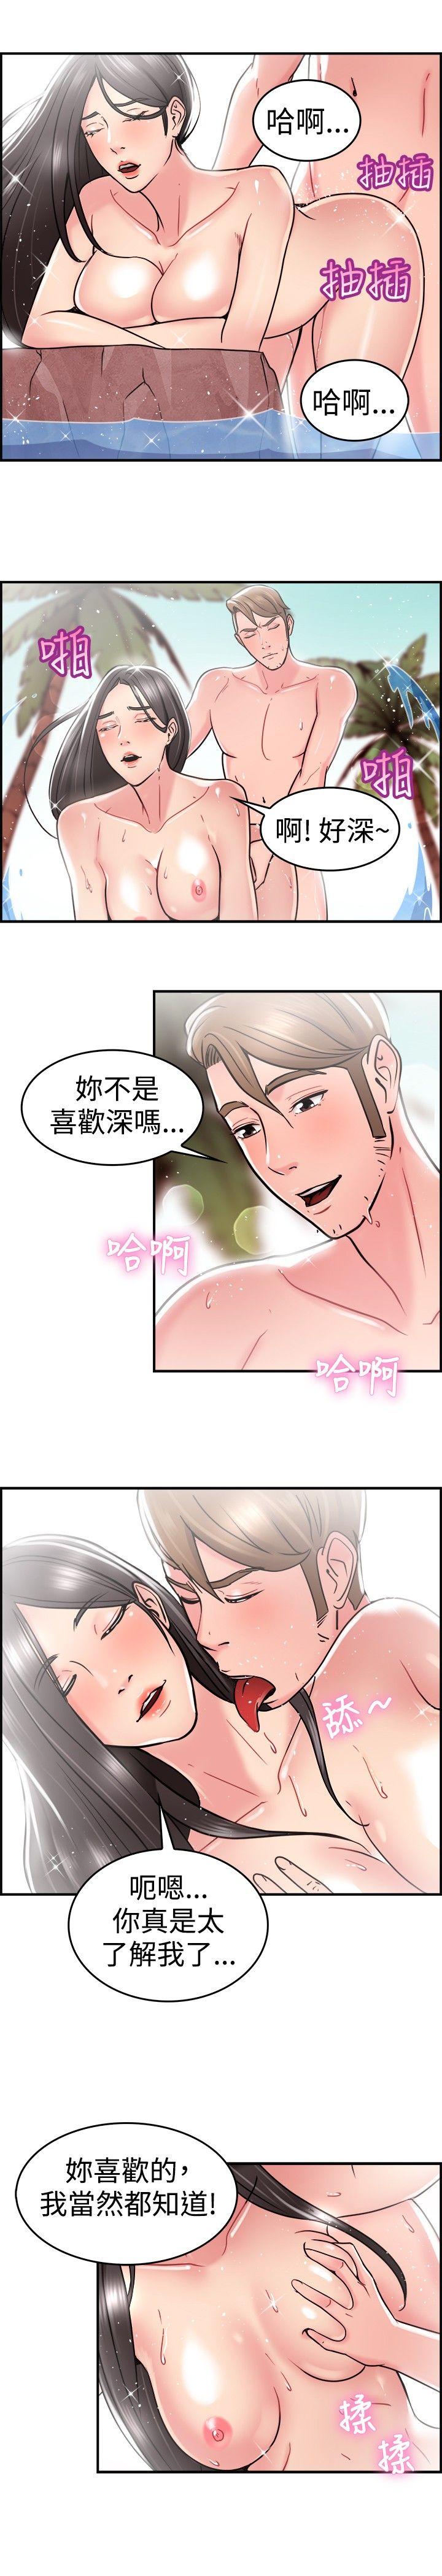 哈啊...
抽插
抽插
哈啊...
啪
啪
啊! 好深~
妳不是
喜歡深嗎...
哈啊
哈啊
舔~
呃嗯...
你真是太
了解我了...
妳喜歡的,
我當然都知道!
揉
揉